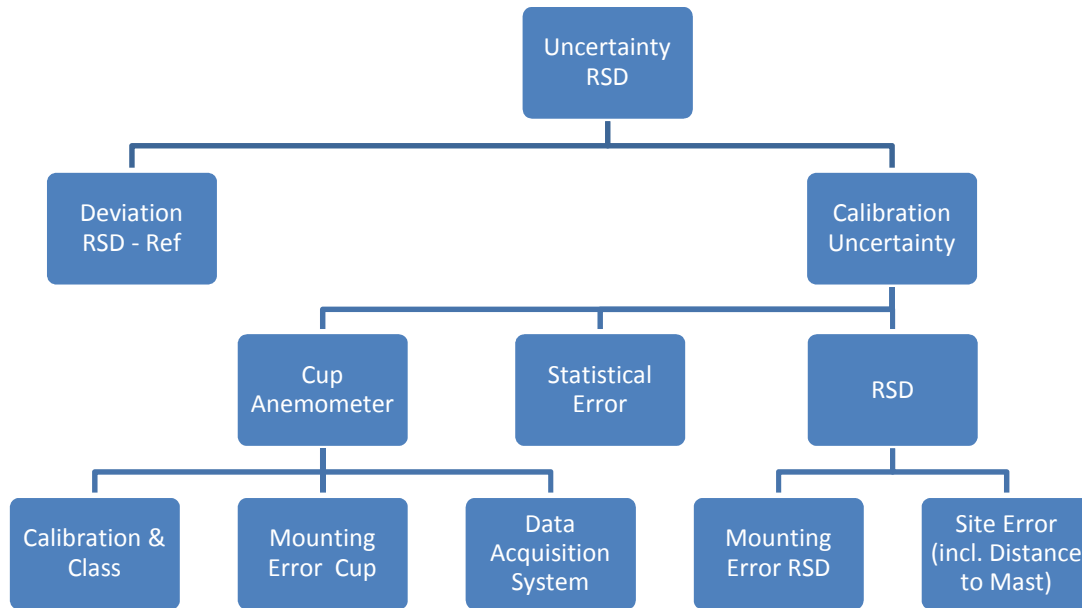 Uncertainty
RSD
Deviation
RSD - Ref
Calibration
Uncertainty
Cup
Anemometer
Statistical
Error
RSD
Calibration &
Class
Mounting
Error Cup
Data
Acquisition
System
Mounting
Error RSD
Site Error
(incl. Distance
to Mast)